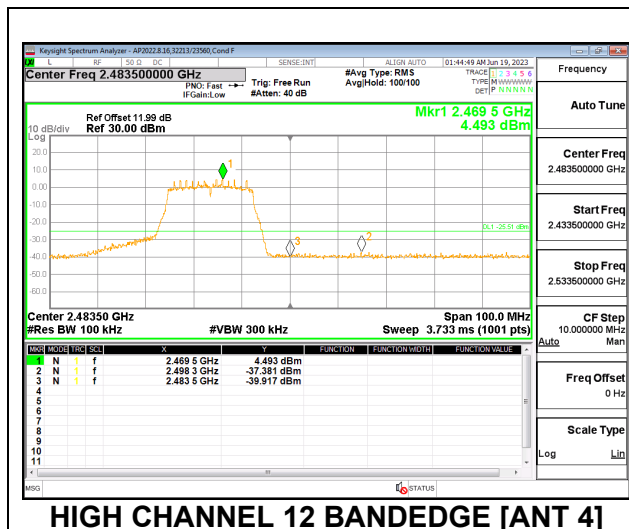 Keysight Spectrum Analyzer - AP2022.8.16,32213/23560,Cond F
L RF 50 Ω DC SENSE:INT ALIGN AUTO 01:44:49 AM Jun 19, 2023
Center Freq 2.483500000 GHz
PNO: Fast
IFGain:Low
Trig: Free Run
#Atten: 40 dB
#Avg Type: RMS
Avg|Hold: 100/100
TRACE 1 2 3 4 5 6
TYPE M WWWWW
DET P N N N N N
Frequency
Auto Tune
Center Freq
2.483500000 GHz
Start Freq
2.433500000 GHz
Stop Freq
2.533500000 GHz
CF Step
10.000000 MHz
Auto Man
Freq Offset
0 Hz
Scale Type
Log Lin
Ref Offset 11.99 dB
10 dB/div Ref 30.00 dBm
Log
Mkr1 2.469 5 GHz
4.493 dBm
20.0
10.0
0.00
-10.0
-20.0
-30.0
-40.0
-50.0
-60.0
1
2
3
DL1 -25.51 dBm
Center 2.48350 GHz Span 100.0 MHz
#Res BW 100 kHz #VBW 300 kHz Sweep 3.733 ms (1001 pts)
MKR MODE TRC SCL X Y FUNCTION FUNCTION WIDTH FUNCTION VALUE
1 N 1 f 2.469 5 GHz 4.493 dBm
2 N 1 f 2.498 3 GHz -37.381 dBm
3 N 1 f 2.483 5 GHz -39.917 dBm
4
5
6
7
8
9
10
11
MSG STATUS
HIGH CHANNEL 12 BANDEDGE [ANT 4]